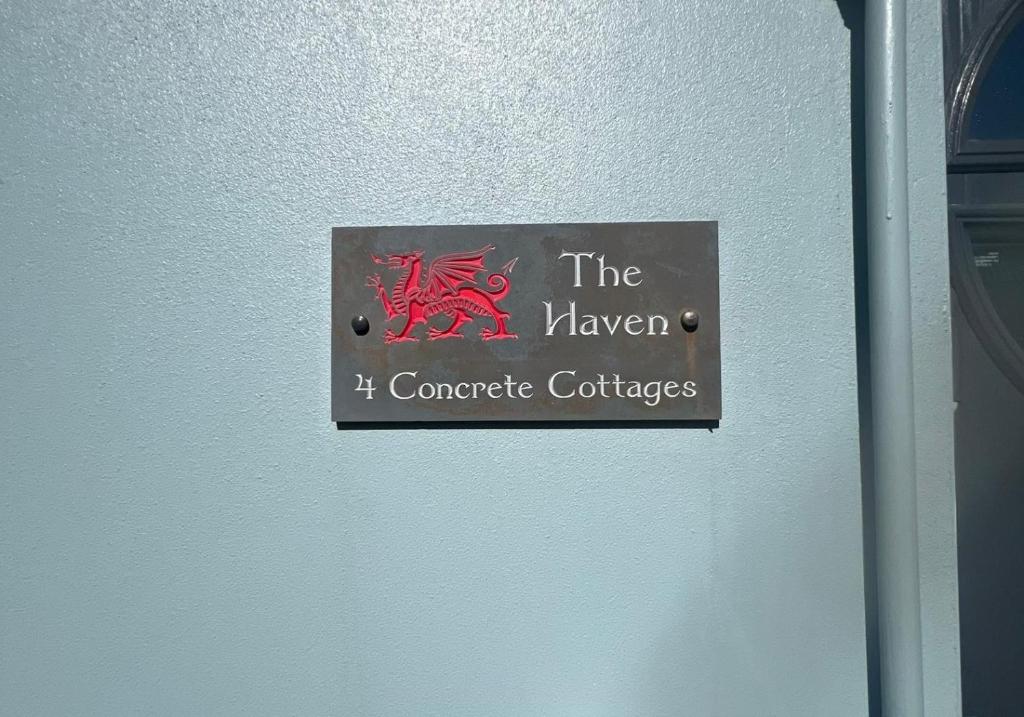 The
Haven
4 Concrete Cottages